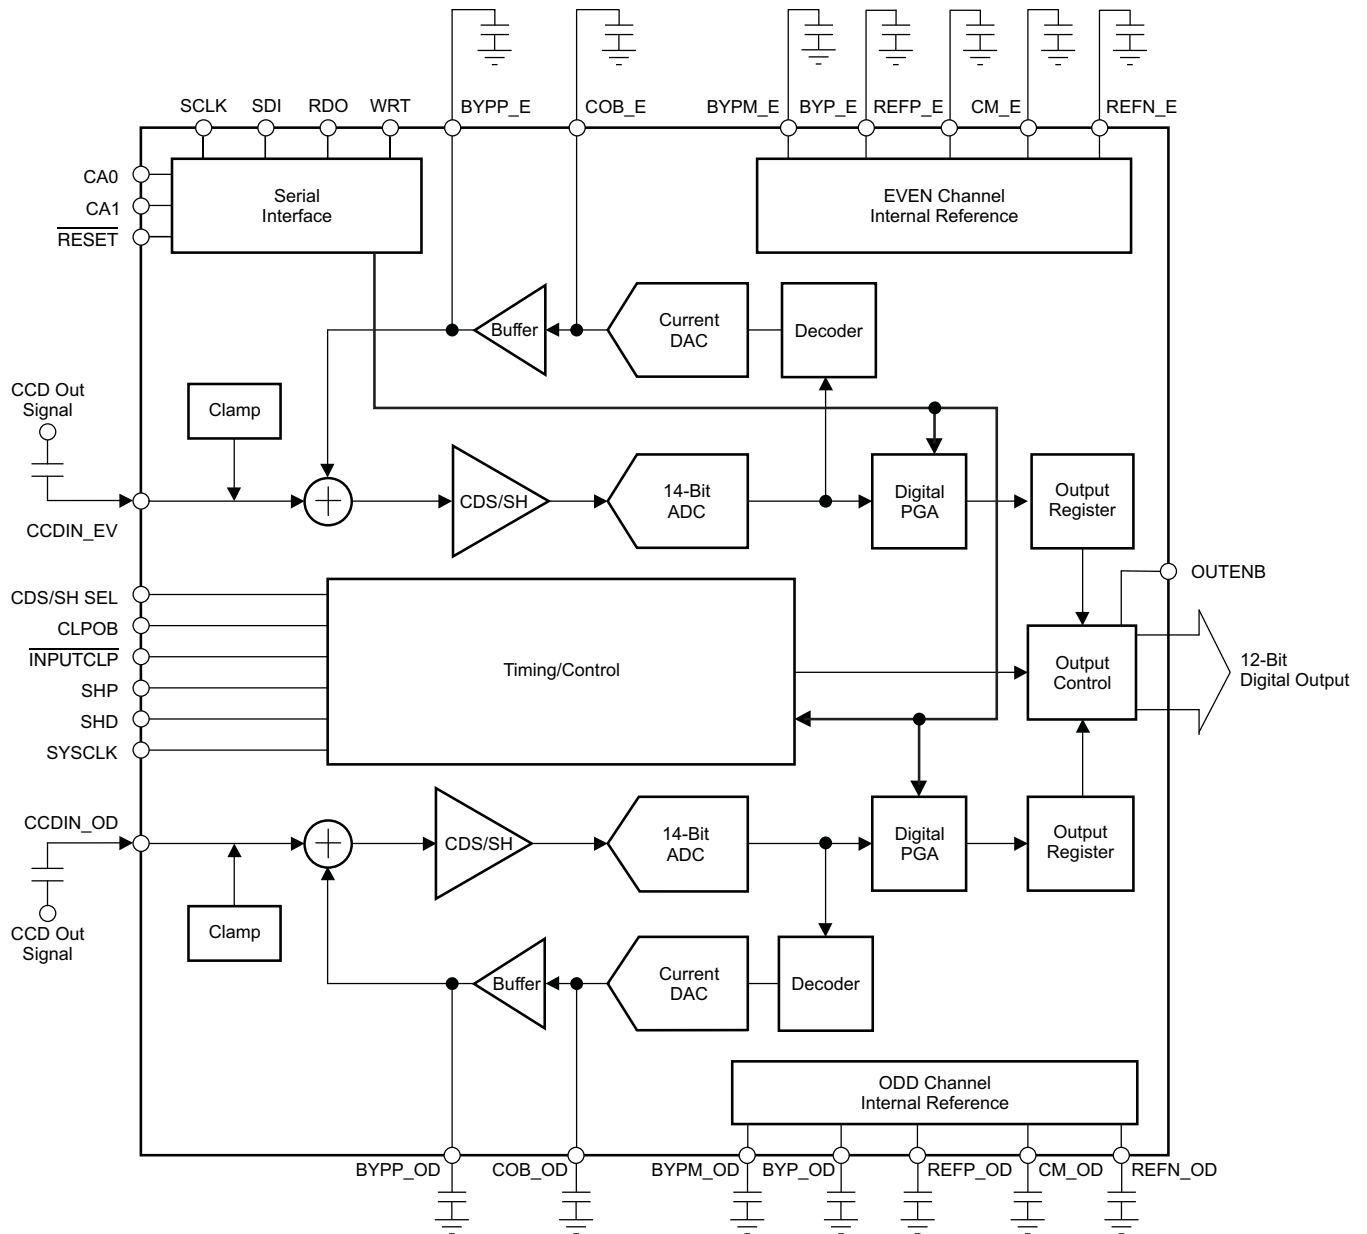 SCLK SDI RDO WRT BYPP_E COB_E BYPM_E BYP_E REFP_E CM_E REFN_E
CA0
CA1
RESET
Serial
Interface
EVEN Channel
Internal Reference
Buffer
Current
DAC
Decoder
CCD Out
Signal
Clamp
CCDIN_EV
CDS/SH
14-Bit
ADC
Digital
PGA
Output
Register
OUTENB
CDS/SH SEL
CLPOB
INPUTCLP
SHP
SHD
SYSCLK
Timing/Control
Output
Control
12-Bit
Digital Output
CCDIN_OD
CDS/SH
14-Bit
ADC
Digital
PGA
Output
Register
CCD Out
Signal
Clamp
Buffer
Current
DAC
Decoder
ODD Channel
Internal Reference
BYPP_OD COB_OD BYPM_OD BYP_OD REFP_OD CM_OD REFN_OD